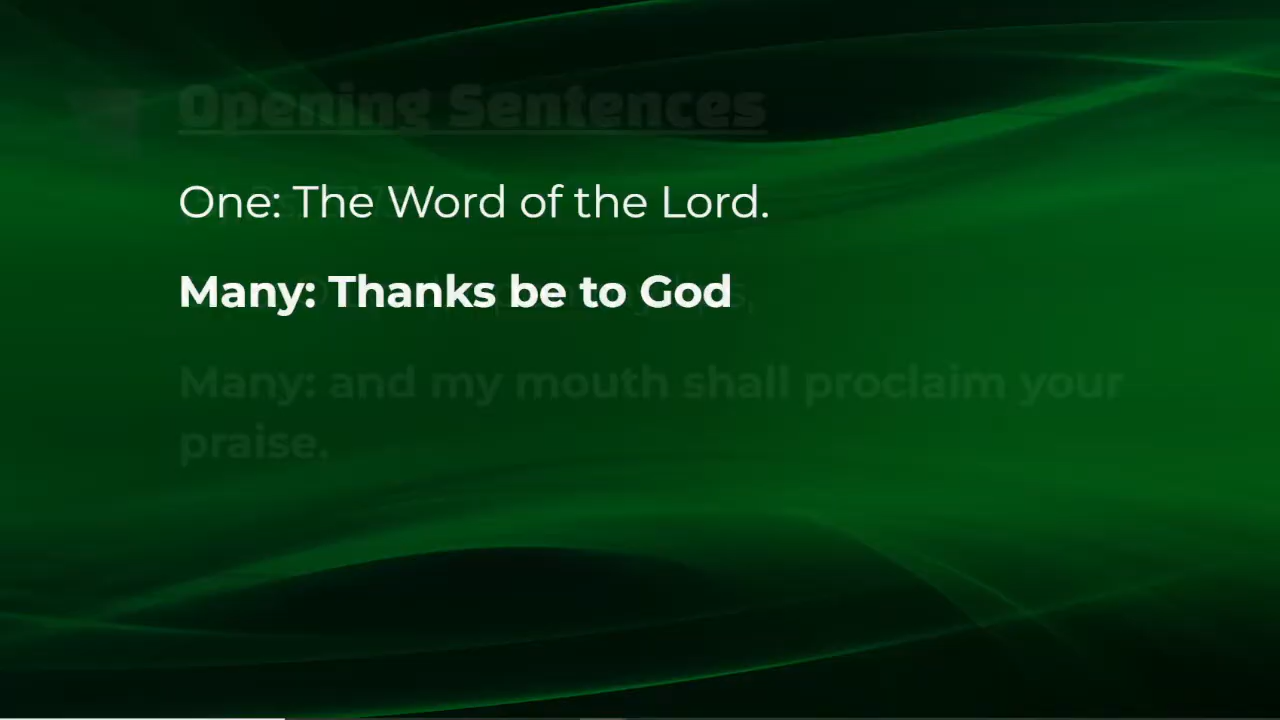 Opening Sentences
One: The Word of the Lord.
Many: Thanks be to God
Many: and my mouth shall proclaim your
praise.